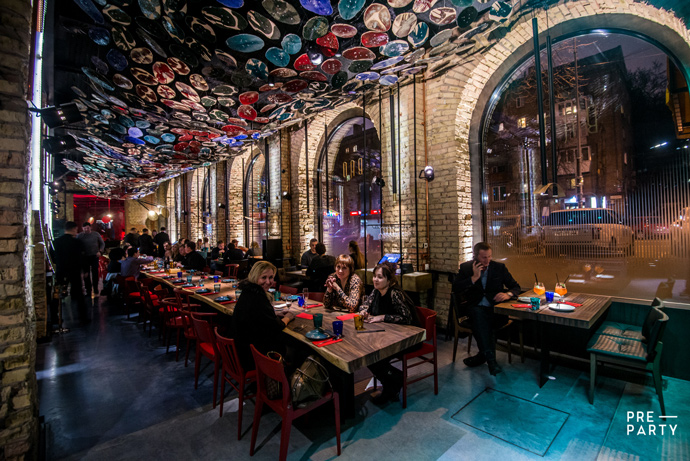 PRE —
— PARTY